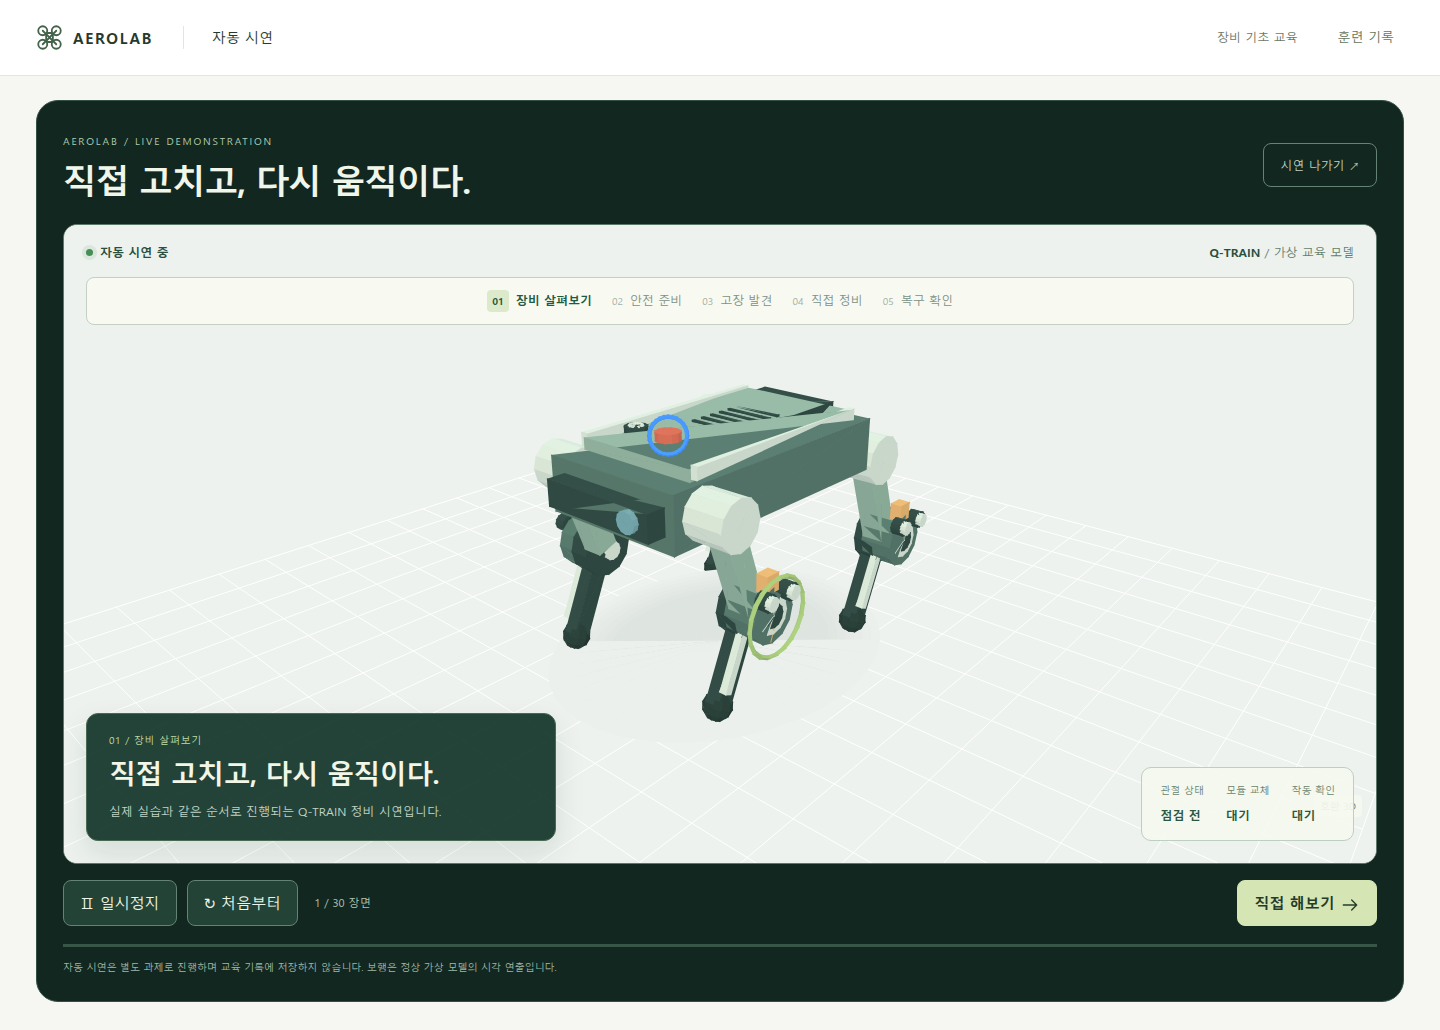 AEROLAB
자동 시연
장비 기초 교육
훈련 기록
AEROLAB / LIVE DEMONSTRATION
직접 고치고, 다시 움직이다.
시연 나가기 ↗
자동 시연 중
Q-TRAIN / 가상 교육 모델
01 장비 살펴보기 02 안전 준비 03 고장 발견 04 직접 정비 05 복구 확인
01 / 장비 살펴보기
직접 고치고, 다시 움직이다.
실제 실습과 같은 순서로 진행되는 Q-TRAIN 정비 시연입니다.
관절 상태 모듈 교체 작동 확인
점검 전 대기 대기
일시정지
↻ 처음부터
1 / 30 장면
직접 해보기 →
자동 시연은 별도 과제로 진행하며 교육 기록에 저장하지 않습니다. 보행은 정상 가상 모델의 시각 연출입니다.